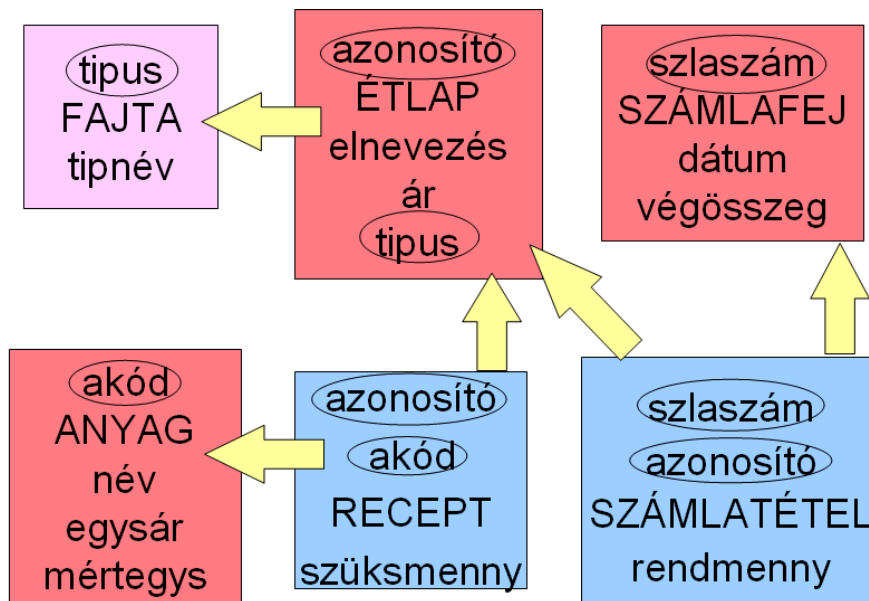 tipus
FAJTA
tipnév
azonosító
ÉTLAP
elnevezés
ár
tipus
szlaszám
SZÁMLAFEJ
dátum
végösszeg
akód
ANYAG
név
egysár
mértegys
azonosító
akód
RECEPT
szüksmenny
szlaszám
azonosító
SZÁMLATÉTEL
rendmenny